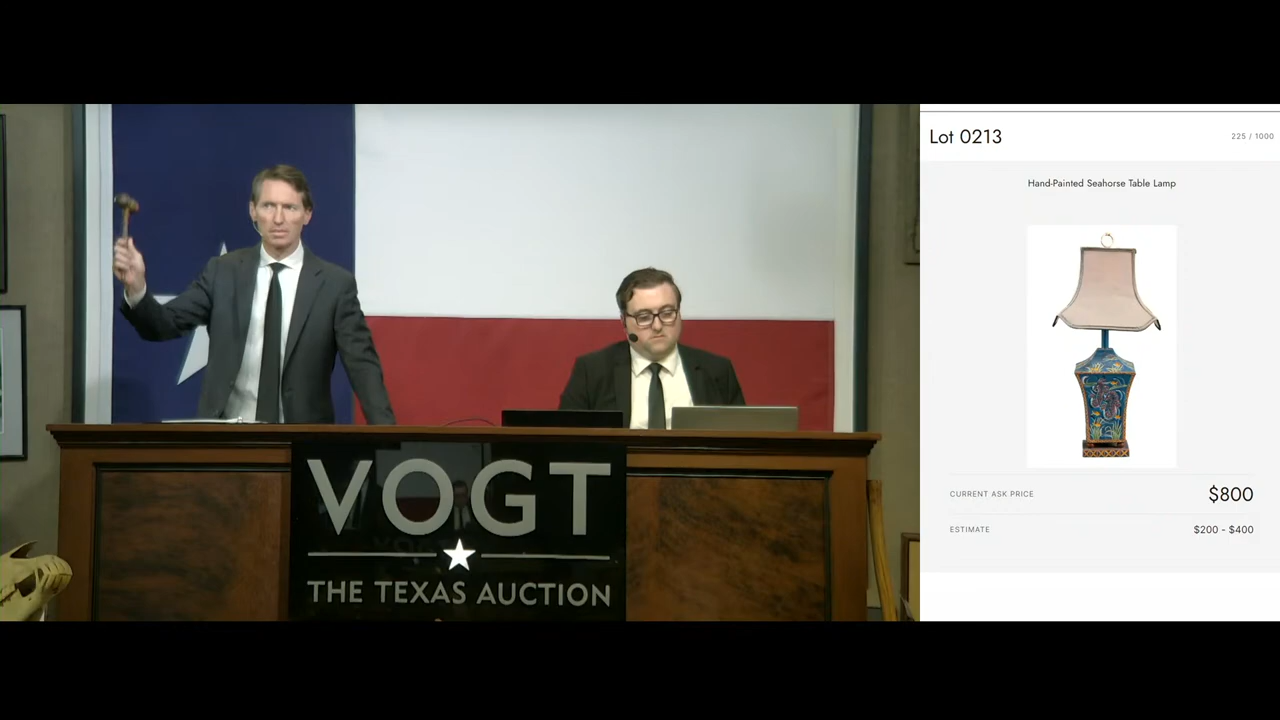 Lot 0213
225 / 1000
Hand-Painted Seahorse Table Lamp
CURRENT ASK PRICE
$800
ESTIMATE
$200 - $400
VOGT
THE TEXAS AUCTION